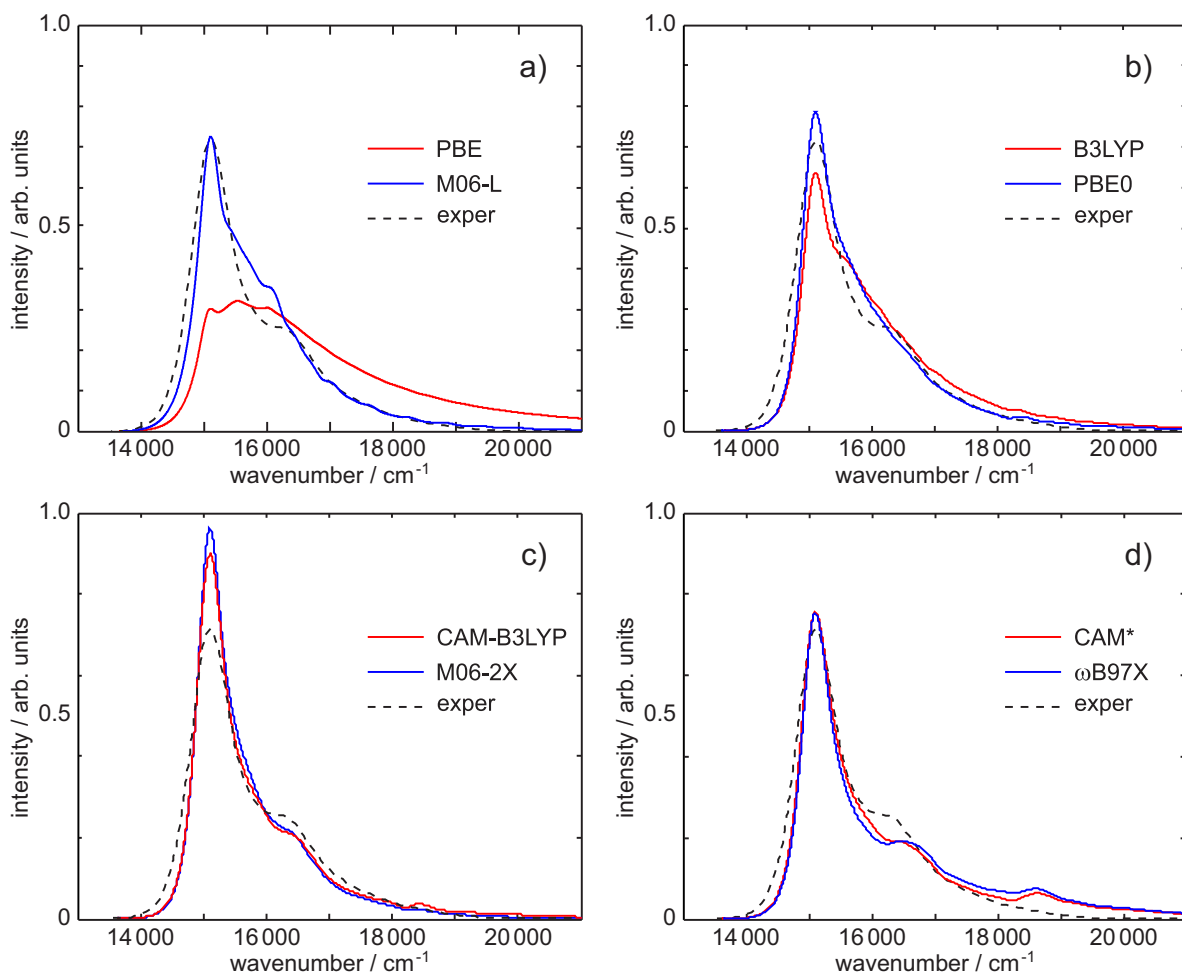 1.0
a)
PBE
M06-L
exper
0.5
0
intensity / arb. units
14 000 16 000 18 000 20 000
wavenumber / cm-1
1.0
b)
B3LYP
PBE0
exper
0.5
0
intensity / arb. units
14 000 16 000 18 000 20 000
wavenumber / cm-1
1.0
c)
CAM-B3LYP
M06-2X
exper
0.5
0
intensity / arb. units
14 000 16 000 18 000 20 000
wavenumber / cm-1
1.0
d)
CAM*
ωB97X
exper
0.5
0
intensity / arb. units
14 000 16 000 18 000 20 000
wavenumber / cm-1